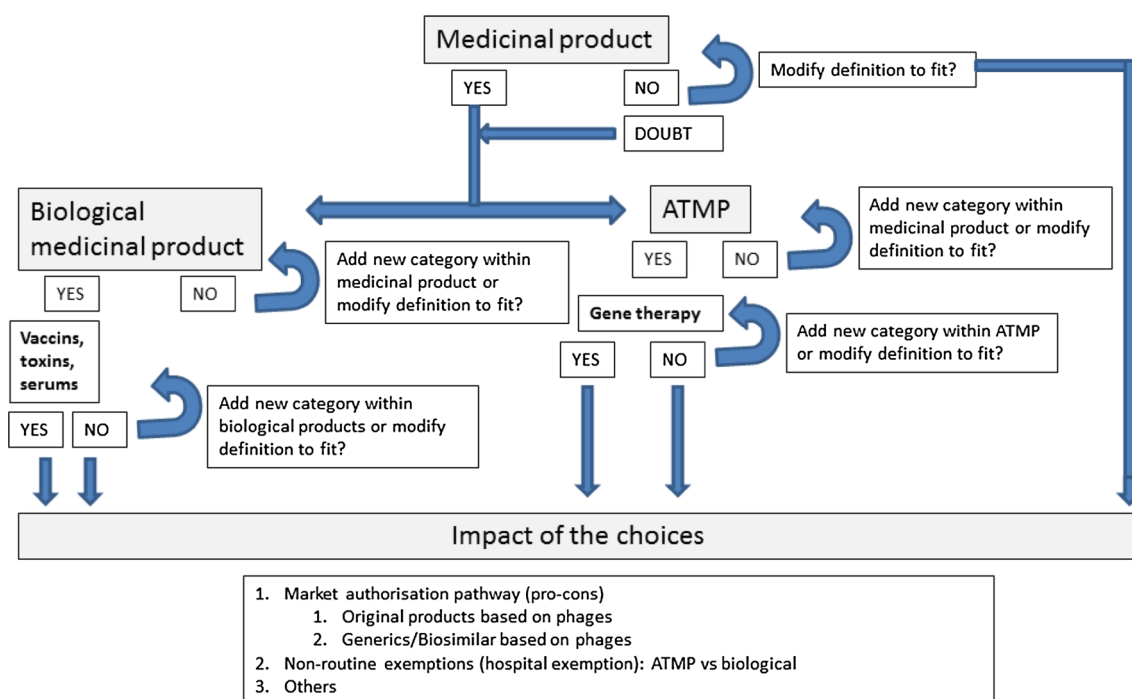 Medicinal product
YES
NO
Modify definition to fit?
DOUBT
Biological
medicinal product
YES
NO
Add new category within
medicinal product or
modify definition to fit?
Vaccins,
toxins,
serums
YES
NO
Add new category within
biological products or modify
definition to fit?
ATMP
YES
NO
Add new category within
medicinal product or modify
definition to fit?
Gene therapy
YES
NO
Add new category within ATMP
or modify definition to fit?
Impact of the choices
1. Market authorisation pathway (pro-cons)
1. Original products based on phages
2. Generics/Biosimilar based on phages
2. Non-routine exemptions (hospital exemption): ATMP vs biological
3. Others